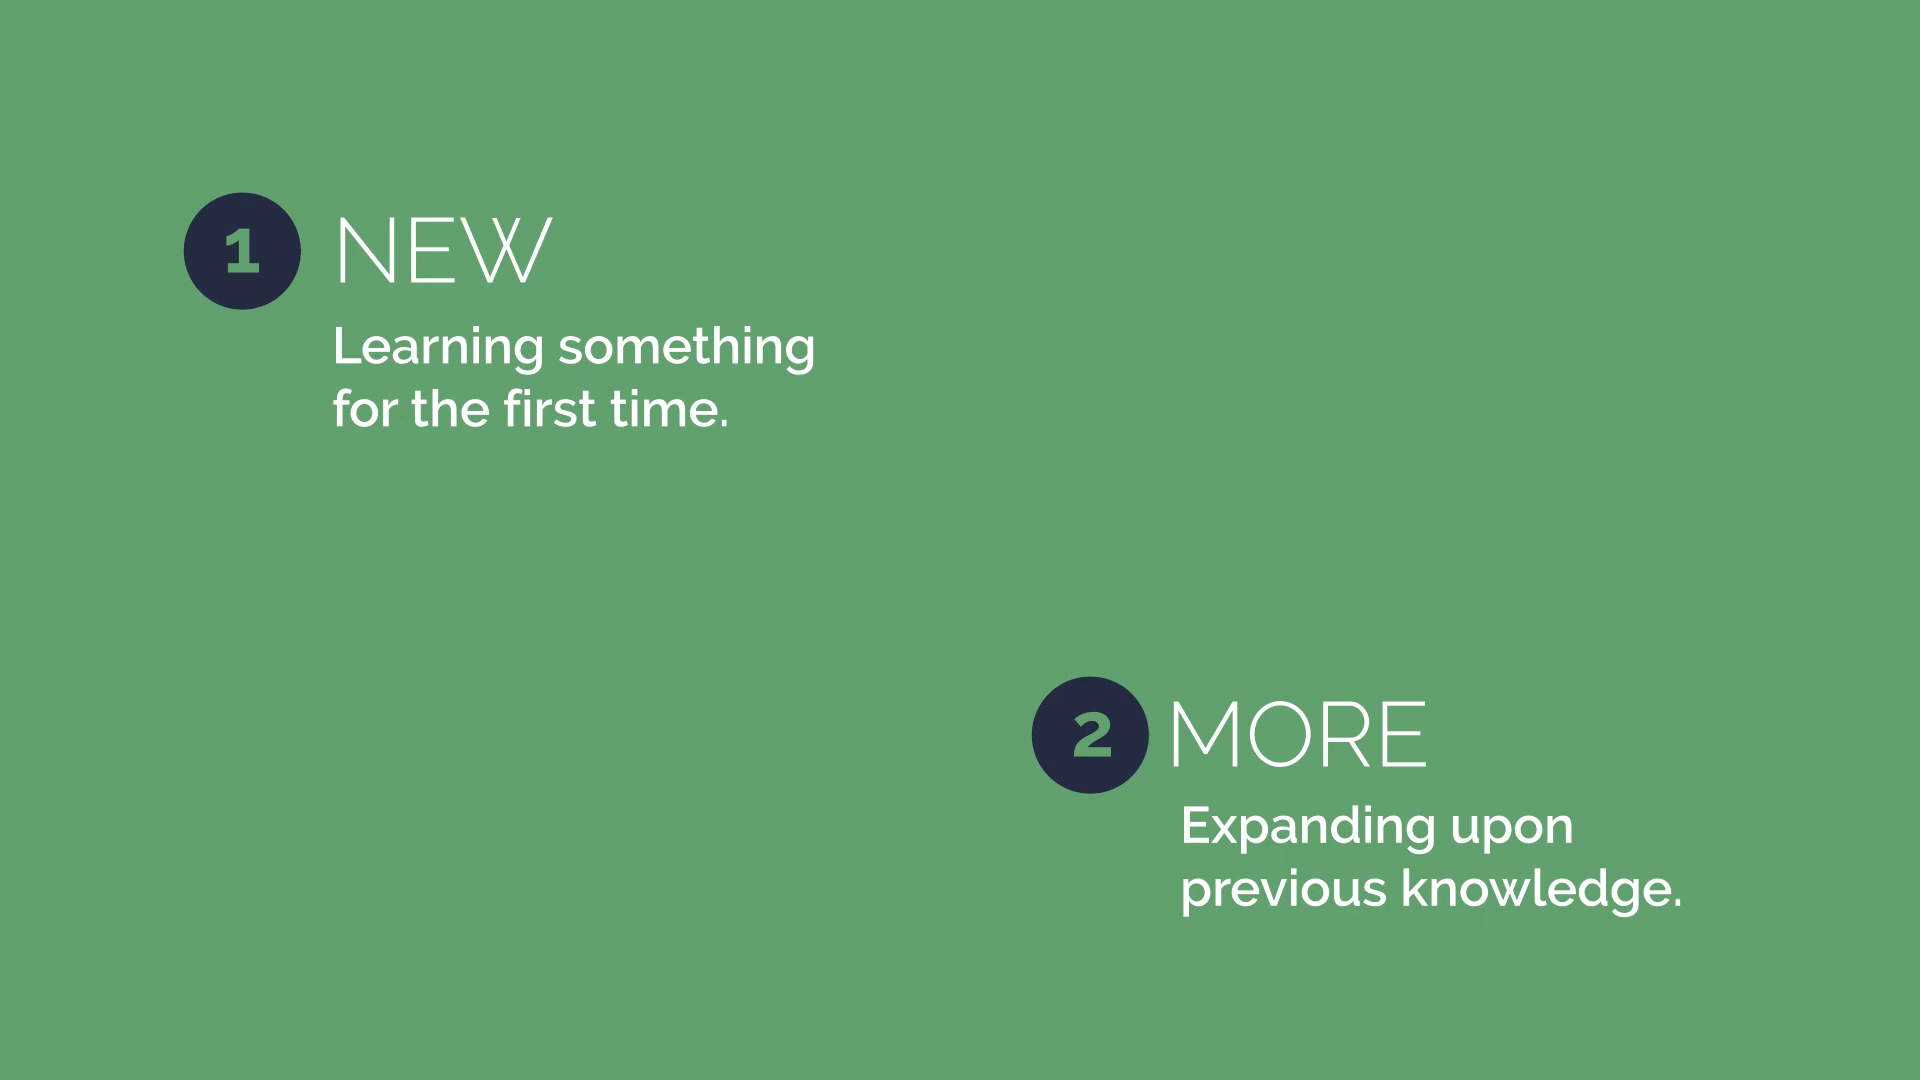 1 NEW
Learning something
for the first time.
2 MORE
Expanding upon
previous knowledge.